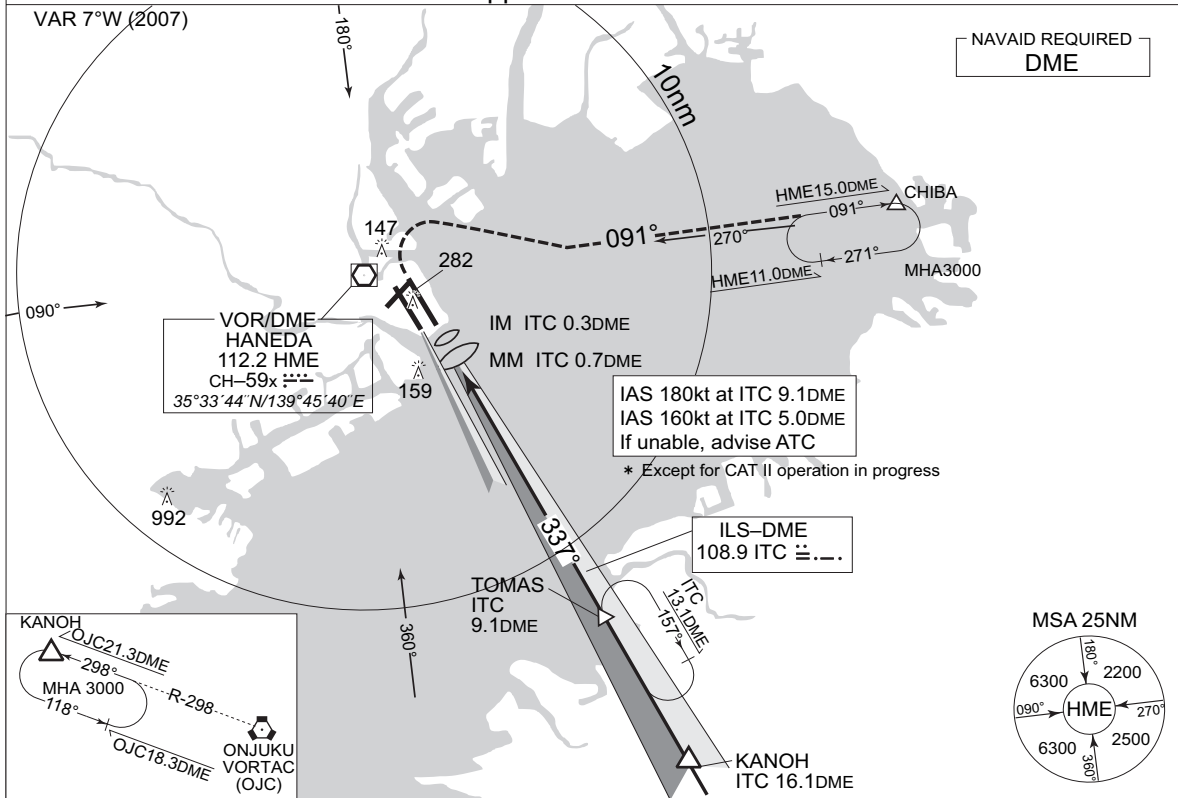 VAR 7°W (2007)
180°
NAVAID REQUIRED
DME
10nm
HME15.0DME
CHIBA
091°
147
091°
270°
271°
282
HME11.0DME
MHA3000
090°
VOR/DME
HANEDA
112.2 HME
CH–59x
35°33´44¨N/139°45´40¨E
IM ITC 0.3DME
MM ITC 0.7DME
159
IAS 180kt at ITC 9.1DME
IAS 160kt at ITC 5.0DME
If unable, advise ATC
* Except for CAT II operation in progress
992
337°
ILS–DME
108.9 ITC
TOMAS
ITC
9.1DME
ITC
13.1DME
157°
360°
KANOH
OJC21.3DME
298°
MHA 3000
R-298
118°
OJC18.3DME
ONJUKU
VORTAC
(OJC)
KANOH
ITC 16.1DME
MSA 25NM
180°
6300
2200
090°
HME
270°
6300
2500
360°